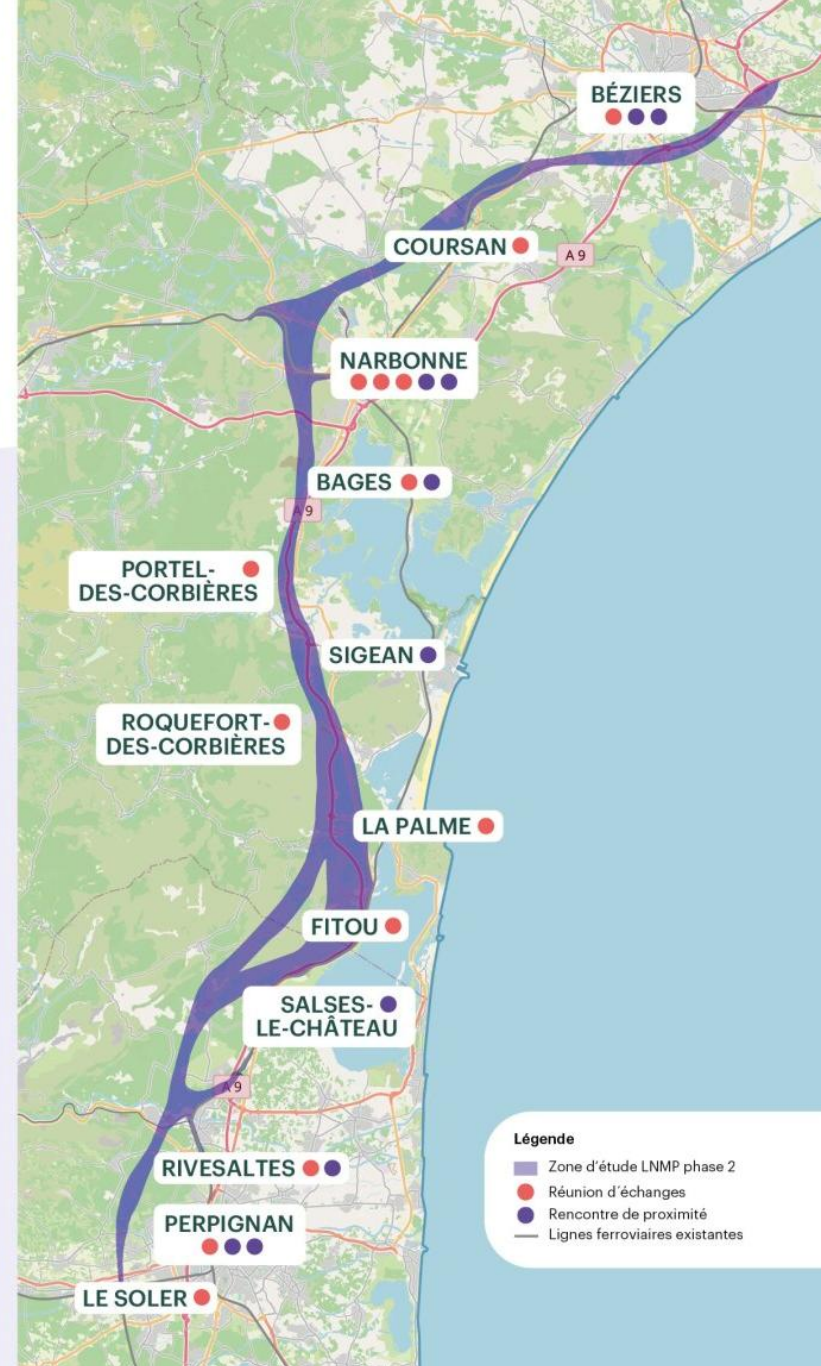 BÉZIERS
COURSAN
A 9
NARBONNE
BAGES
A 9
PORTEL-
DES-CORBIÈRES
SIGEAN
ROQUEFORT-
DES-CORBIÈRES
LA PALME
FITOU
SALSES-
LE-CHÂTEAU
A 9
RIVESALTES
PERPIGNAN
LE SOLER
Légende
Zone d'étude LNMP phase 2
Réunion d'échanges
Rencontre de proximité
Lignes ferroviaires existantes